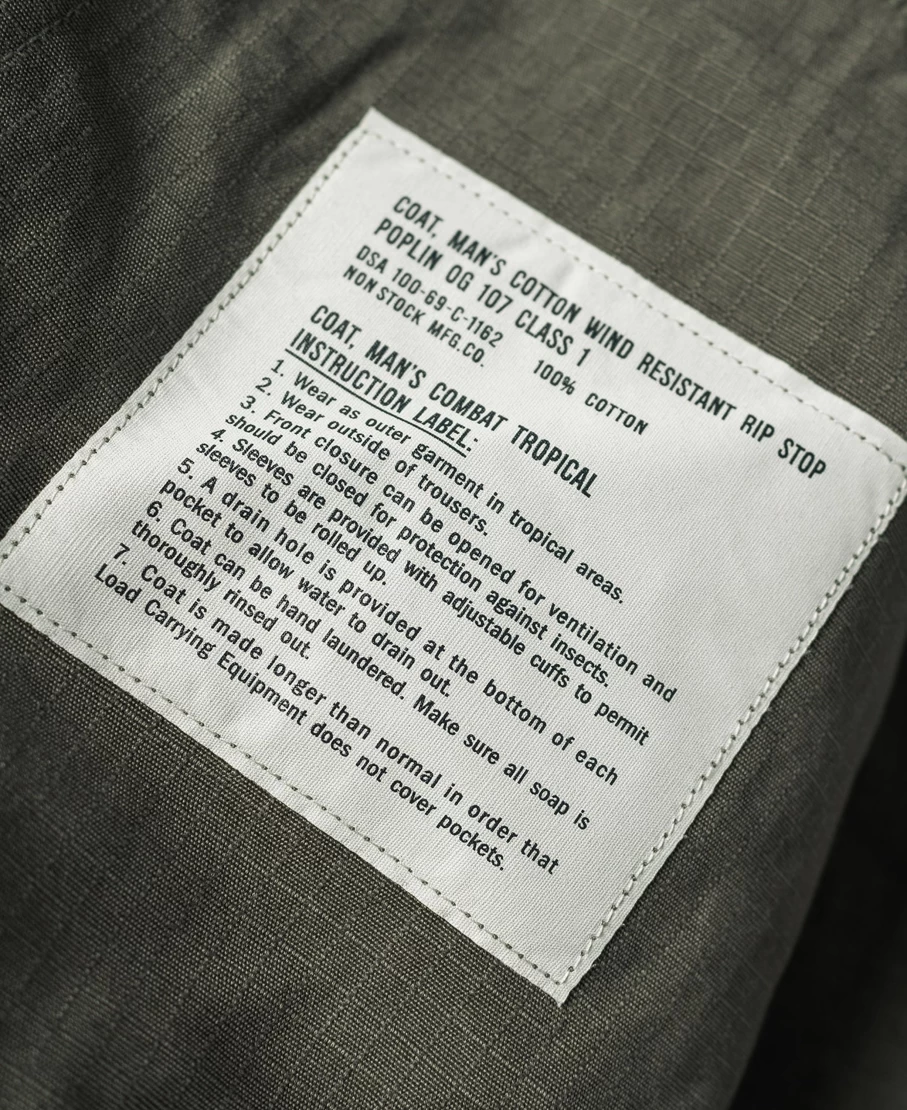 COAT, MAN'S COTTON WIND RESISTANT RIP STOP
POPLIN OG 107 CLASS 1
DSA 100-69-C-1162 100% COTTON
NON STOCK MFG.CO.
COAT, MAN'S COMBAT TROPICAL
INSTRUCTION LABEL:
1. Wear as outer garment in tropical areas.
2. Wear outside of trousers.
3. Front closure can be opened for ventilation and
should be closed for protection against insects.
4. Sleeves are provided with adjustable cuffs to permit
sleeves to be rolled up.
5. A drain hole is provided at the bottom of each
pocket to allow water to drain out.
6. Coat can be hand laundered. Make sure all soap is
thoroughly rinsed out.
7. Coat is made longer than normal in order that
Load Carrying Equipment does not cover pockets.